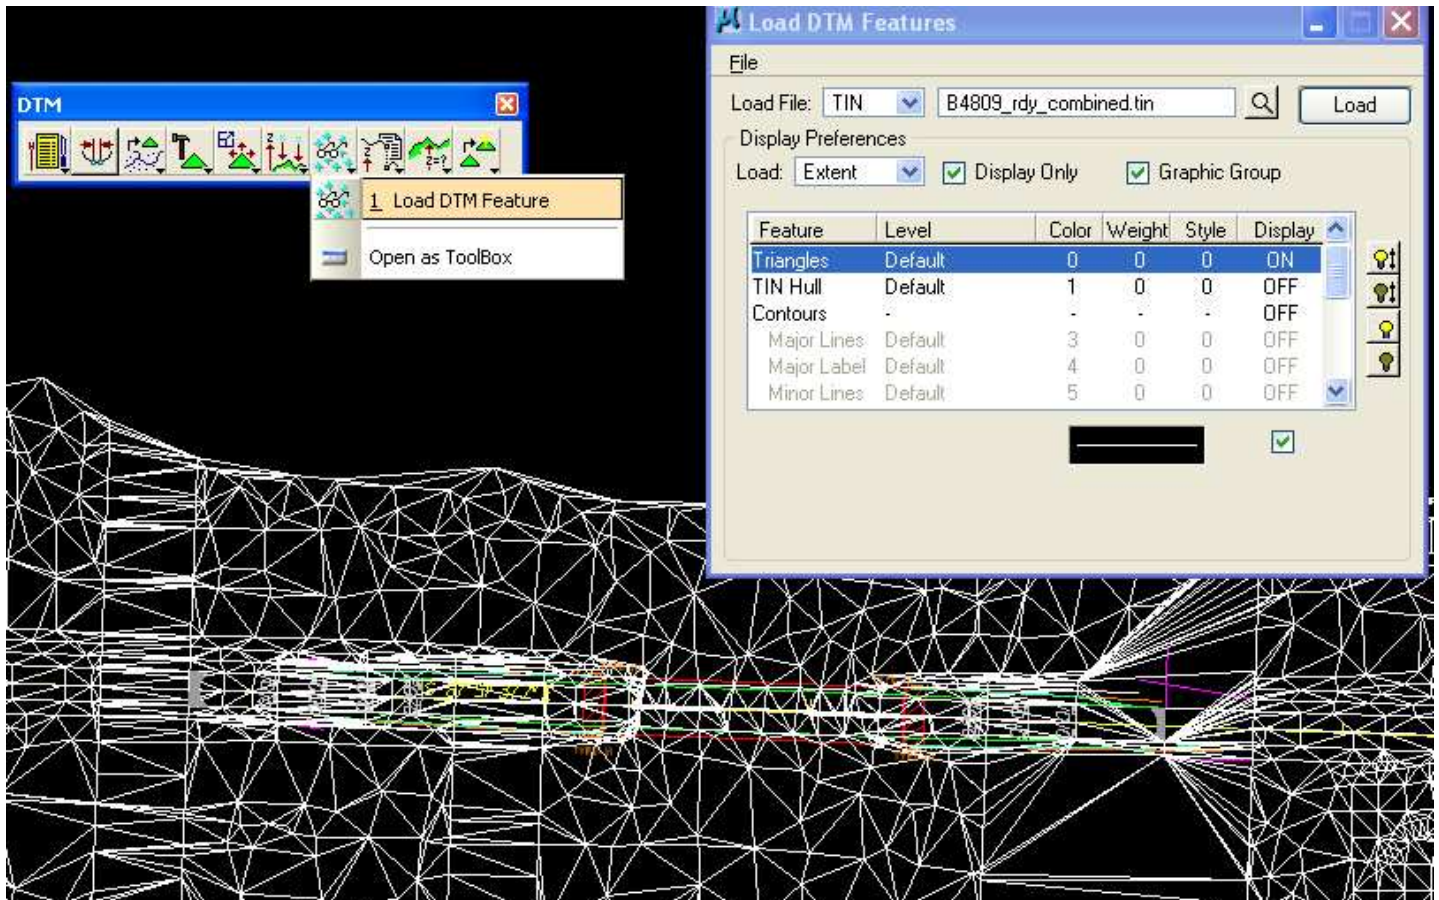 Load DTM Features
File
DTM
Load File: TIN B4809_rdy_combined.tin Load
Display Preferences
Load: Extent Display Only Graphic Group
1 Load DTM Feature
Open as ToolBox
Feature Level Color Weight Style Display
Triangles Default 0 0 0 ON
TIN Hull Default 1 0 0 OFF
Contours - - - - OFF
Major Lines Default 3 0 0 OFF
Major Label Default 4 0 0 OFF
Minor Lines Default 5 0 0 OFF